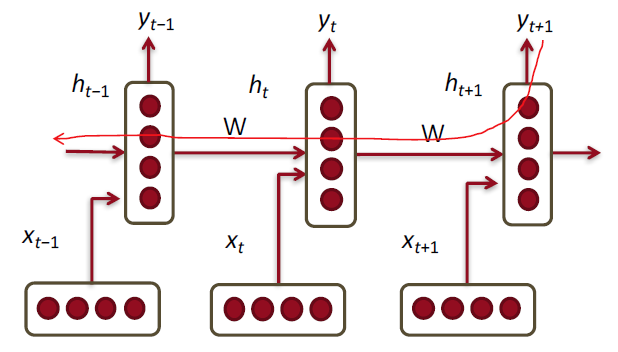 y_{t−1} y_t y_{t+1}
h_{t−1} h_t h_{t+1}
W W
x_{t−1} x_t x_{t+1}